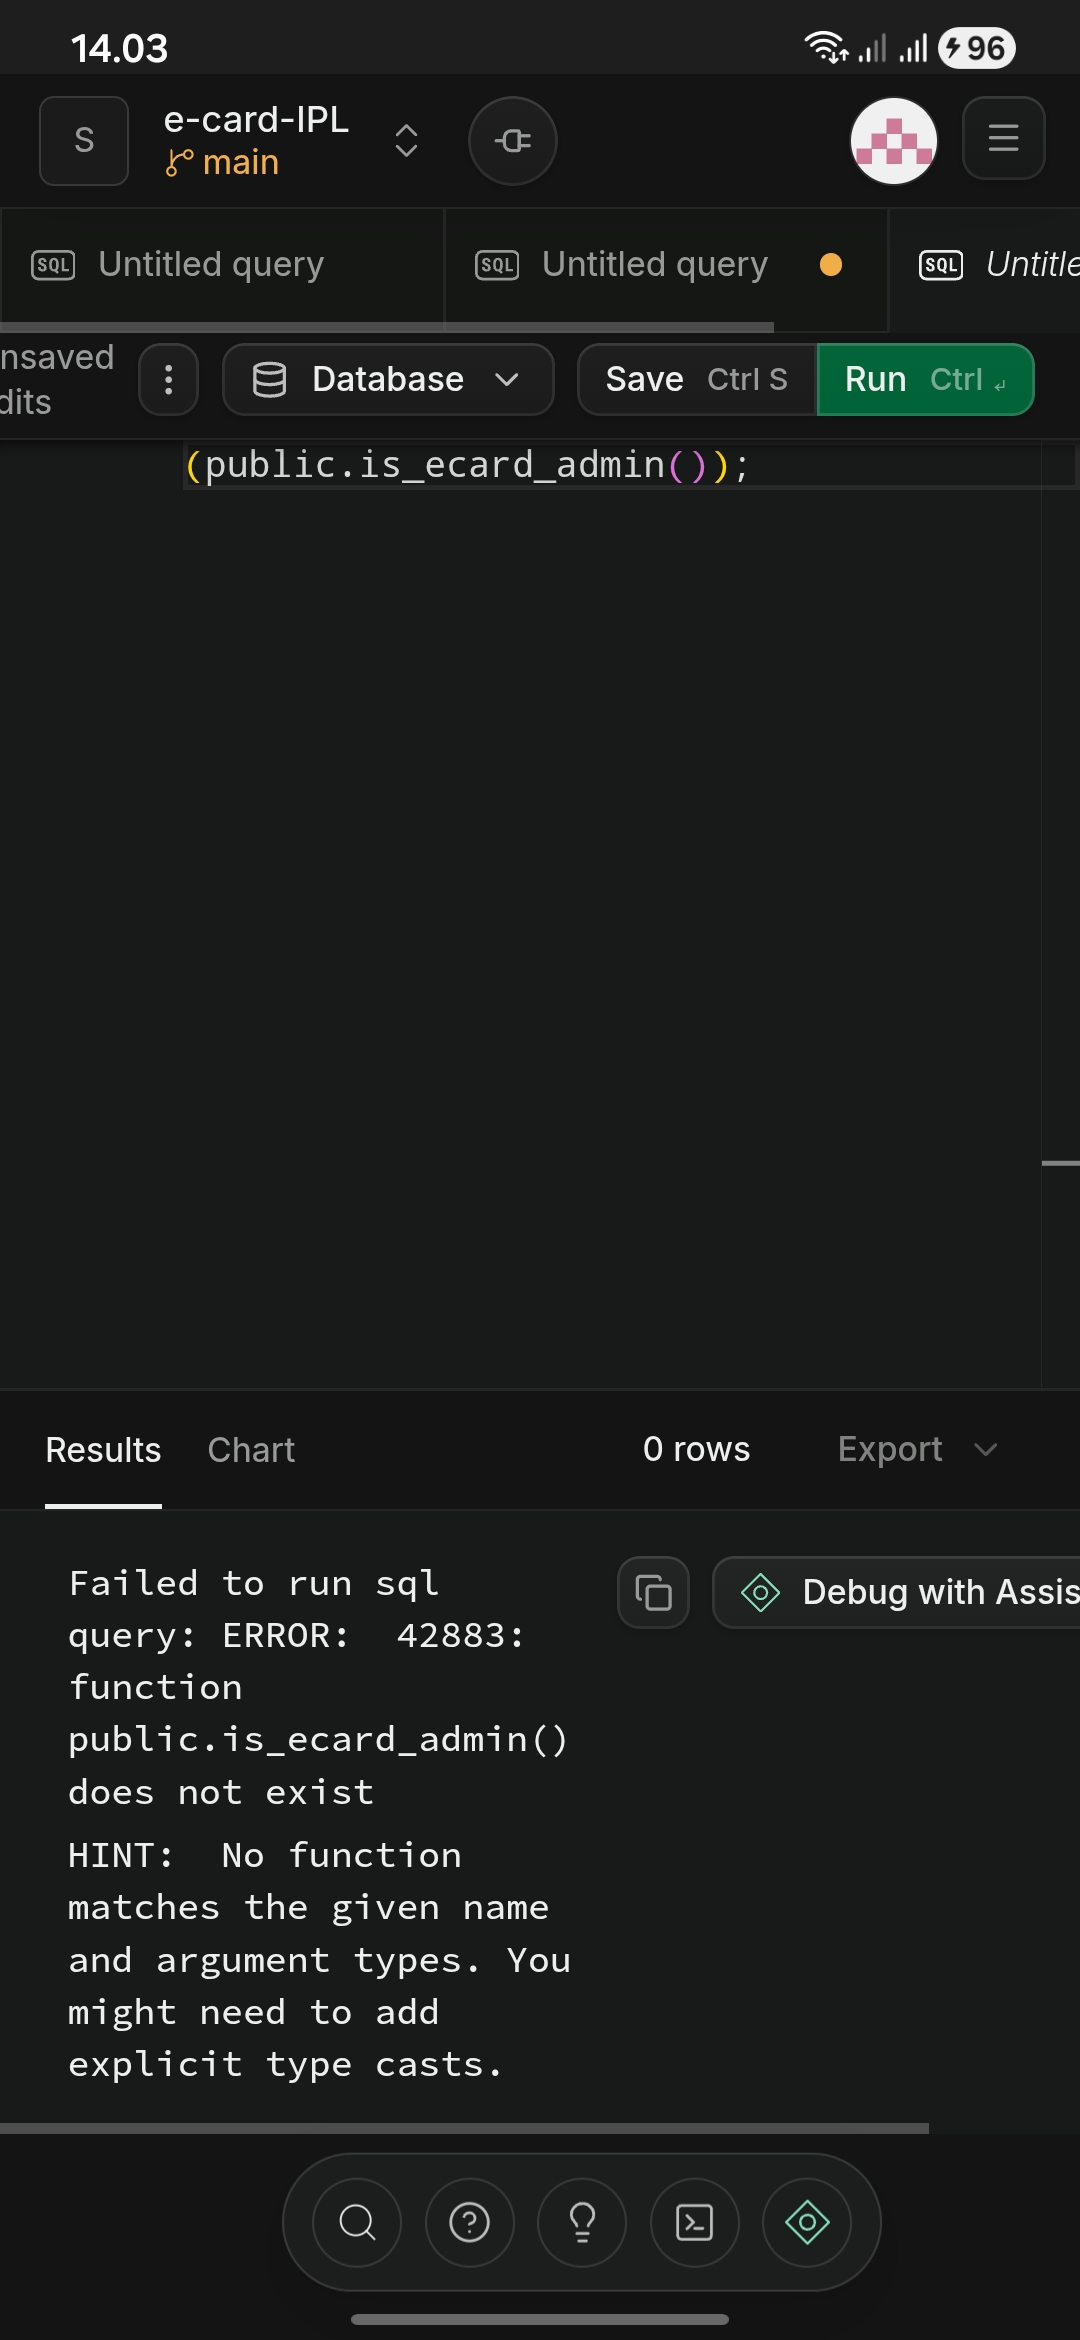 14.03
96
S
e-card-IPL
main
SQL Untitled query
SQL Untitled query
SQL Untitle
nsaved
dits
Database
Save Ctrl S
Run Ctrl ↵
(public.is_ecard_admin());
Results
Chart
0 rows
Export
Failed to run sql
query: ERROR:  42883:
function
public.is_ecard_admin()
does not exist
HINT:  No function
matches the given name
and argument types. You
might need to add
explicit type casts.
Debug with Assis